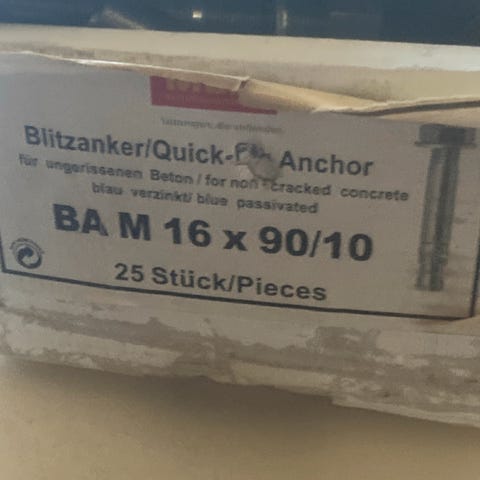 Blitzanker/Quick- Anchor
für ungerissenen Beton / for non-cracked concrete
blau verzinkt/ blue passivated
BA M 16 x 90/10
25 Stück/Pieces